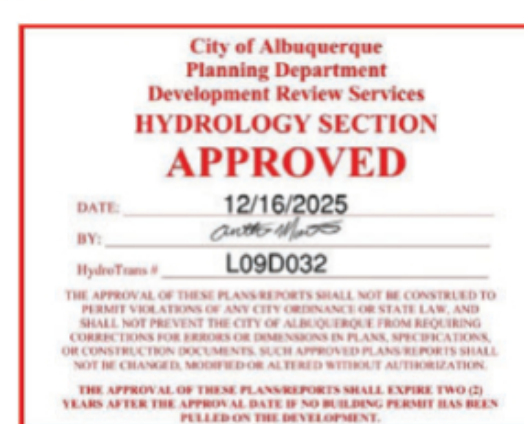 City of Albuquerque
Planning Department
Development Review Services
HYDROLOGY SECTION
APPROVED
DATE: 12/16/2025
BY:
HydroTrans # L09D032
THE APPROVAL OF THESE PLANS/REPORTS SHALL NOT BE CONSTRUED TO
PERMIT VIOLATIONS OF ANY CITY ORDINANCE OR STATE LAW, AND
SHALL NOT PREVENT THE CITY OF ALBUQUERQUE FROM REQUIRING
CORRECTIONS FOR ERRORS OR DIMENSIONS IN PLANS, SPECIFICATIONS,
OR CONSTRUCTION DOCUMENTS, SUCH APPROVED PLANS/REPORTS SHALL
NOT BE CHANGED, MODIFIED OR ALTERED WITHOUT AUTHORIZATION.
THE APPROVAL OF THESE PLANS/REPORTS SHALL EXPIRE TWO (2)
YEARS AFTER THE APPROVAL DATE IF NO BUILDING PERMIT HAS BEEN
PULLED ON THE DEVELOPMENT.